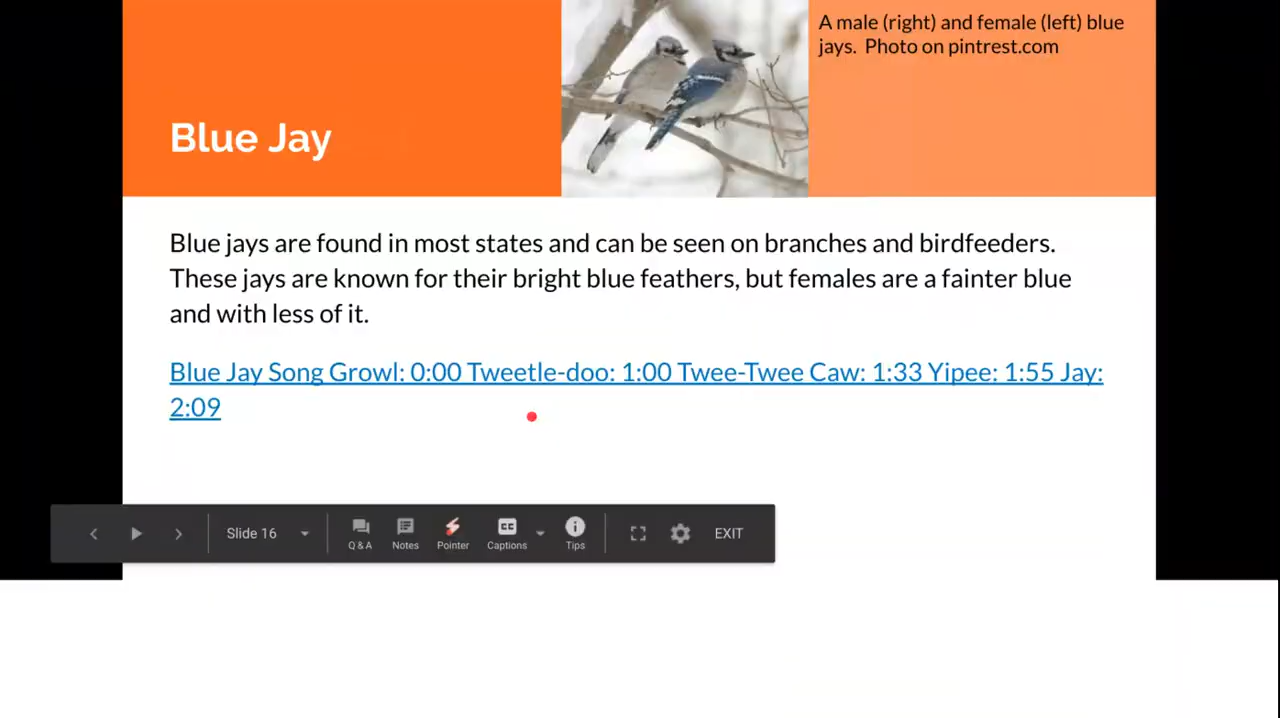 A male (right) and female (left) blue
jays. Photo on pintrest.com
Blue Jay
Blue jays are found in most states and can be seen on branches and birdfeeders.
These jays are known for their bright blue feathers, but females are a fainter blue
and with less of it.
Blue Jay Song Growl: 0:00 Tweetle-doo: 1:00 Twee-Twee Caw: 1:33 Yipee: 1:55 Jay:
2:09
Slide 16
Q & A
Notes
Pointer
CC
Captions
Tips
EXIT